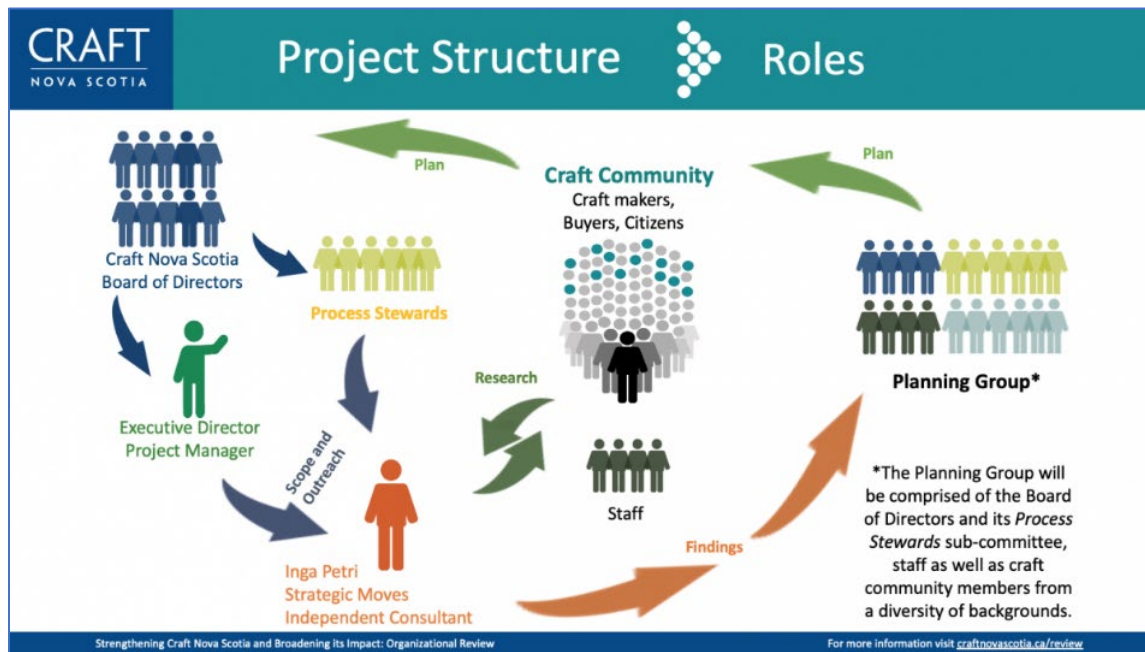 CRAFT
NOVA SCOTIA
Project Structure
Roles
Plan
Plan
Craft Community
Craft makers,
Buyers, Citizens
Craft Nova Scotia
Board of Directors
Process Stewards
Research
Planning Group*
Executive Director
Project Manager
Scope and
Outreach
Staff
*The Planning Group will
be comprised of the Board
of Directors and its Process
Stewards sub-committee,
staff as well as craft
community members from
a diversity of backgrounds.
Findings
Inga Petri
Strategic Moves
Independent Consultant
Strengthening Craft Nova Scotia and Broadening its Impact: Organizational Review
For more information visit craftnovascotia.ca/review